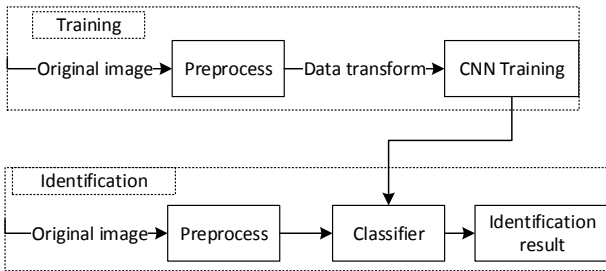 Training
Original image
Preprocess
Data transform
CNN Training
Identification
Original image
Preprocess
Classifier
Identification
result